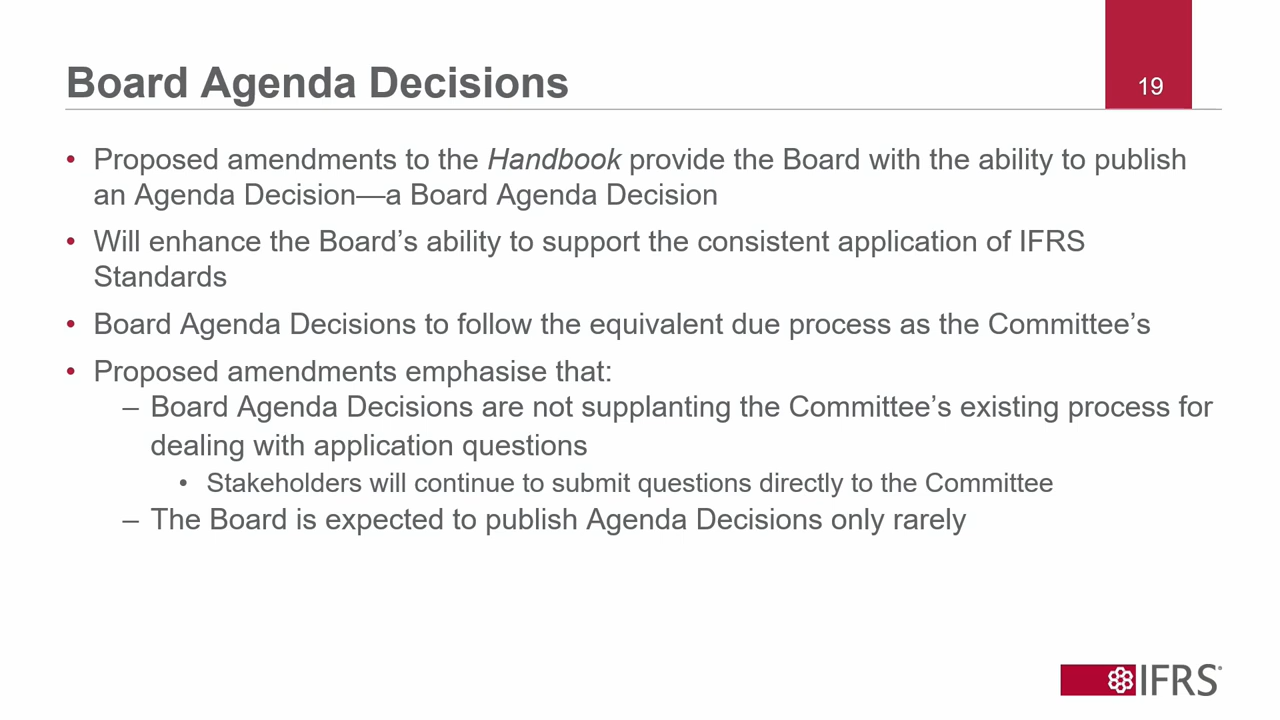 Board Agenda Decisions
19
• Proposed amendments to the Handbook provide the Board with the ability to publish
an Agenda Decision—a Board Agenda Decision
• Will enhance the Board’s ability to support the consistent application of IFRS
Standards
• Board Agenda Decisions to follow the equivalent due process as the Committee’s
• Proposed amendments emphasise that:
– Board Agenda Decisions are not supplanting the Committee’s existing process for
dealing with application questions
• Stakeholders will continue to submit questions directly to the Committee
– The Board is expected to publish Agenda Decisions only rarely
IFRS